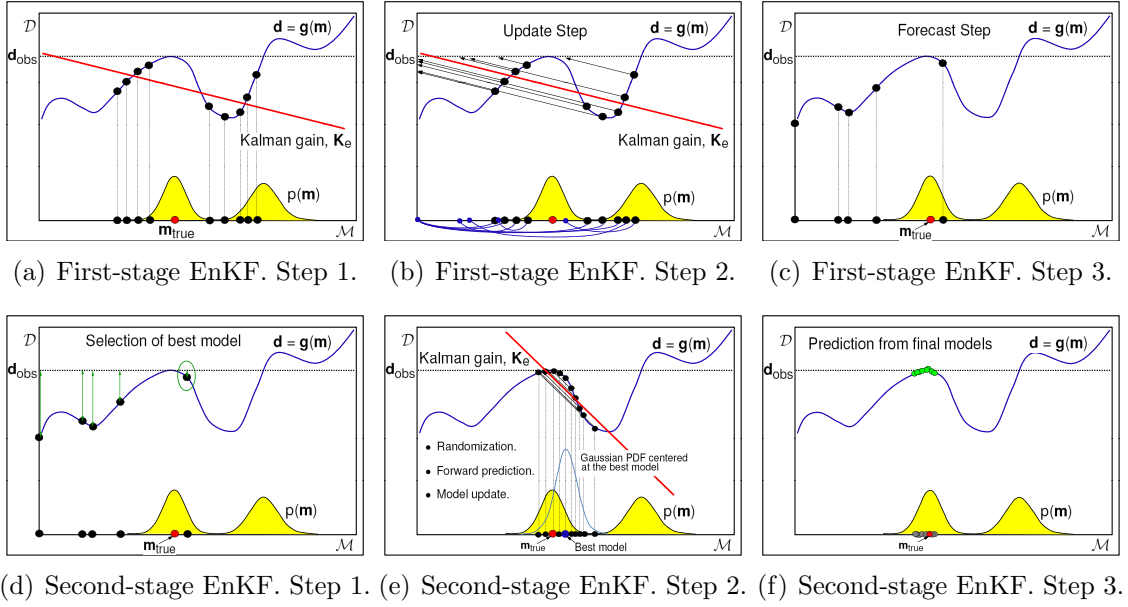 𝒟
d = g(m)
d_obs
Kalman gain, K_e
p(m)
m_true
ℳ
(a) First-stage EnKF. Step 1.
𝒟
Update Step
d = g(m)
d_obs
Kalman gain, K_e
p(m)
m_true
ℳ
(b) First-stage EnKF. Step 2.
𝒟
Forecast Step
d = g(m)
d_obs
p(m)
m_true
ℳ
(c) First-stage EnKF. Step 3.
𝒟
Selection of best model
d = g(m)
d_obs
p(m)
m_true
ℳ
(d) Second-stage EnKF. Step 1.
𝒟
d = g(m)
Kalman gain, K_e
d_obs
• Randomization.
Gaussian PDF centered
at the best model
• Forward prediction.
• Model update.
p(m)
m_true
Best model
ℳ
(e) Second-stage EnKF. Step 2.
𝒟
Prediction from final models
d = g(m)
d_obs
p(m)
m_true
ℳ
(f) Second-stage EnKF. Step 3.